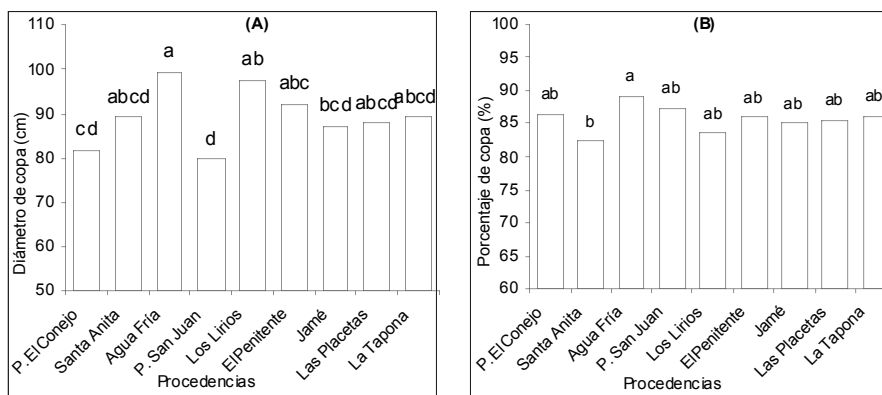 (A)
Diámetro de copa (cm)
110
100
90
80
70
60
50
cd
abcd
a
d
ab
abc
bcd
abcd
abcd
P. El Conejo
Santa Anita
Agua Fría
P. San Juan
Los Lirios
El Penitente
Jamé
Las Placetas
La Tapona
Procedencias
(B)
Porcentaje de copa (%)
100
95
90
85
80
75
70
65
60
ab
b
a
ab
ab
ab
ab
ab
ab
P. El Conejo
Santa Anita
Agua Fría
P. San Juan
Los Lirios
El Penitente
Jamé
Las Placetas
La Tapona
Procedencias